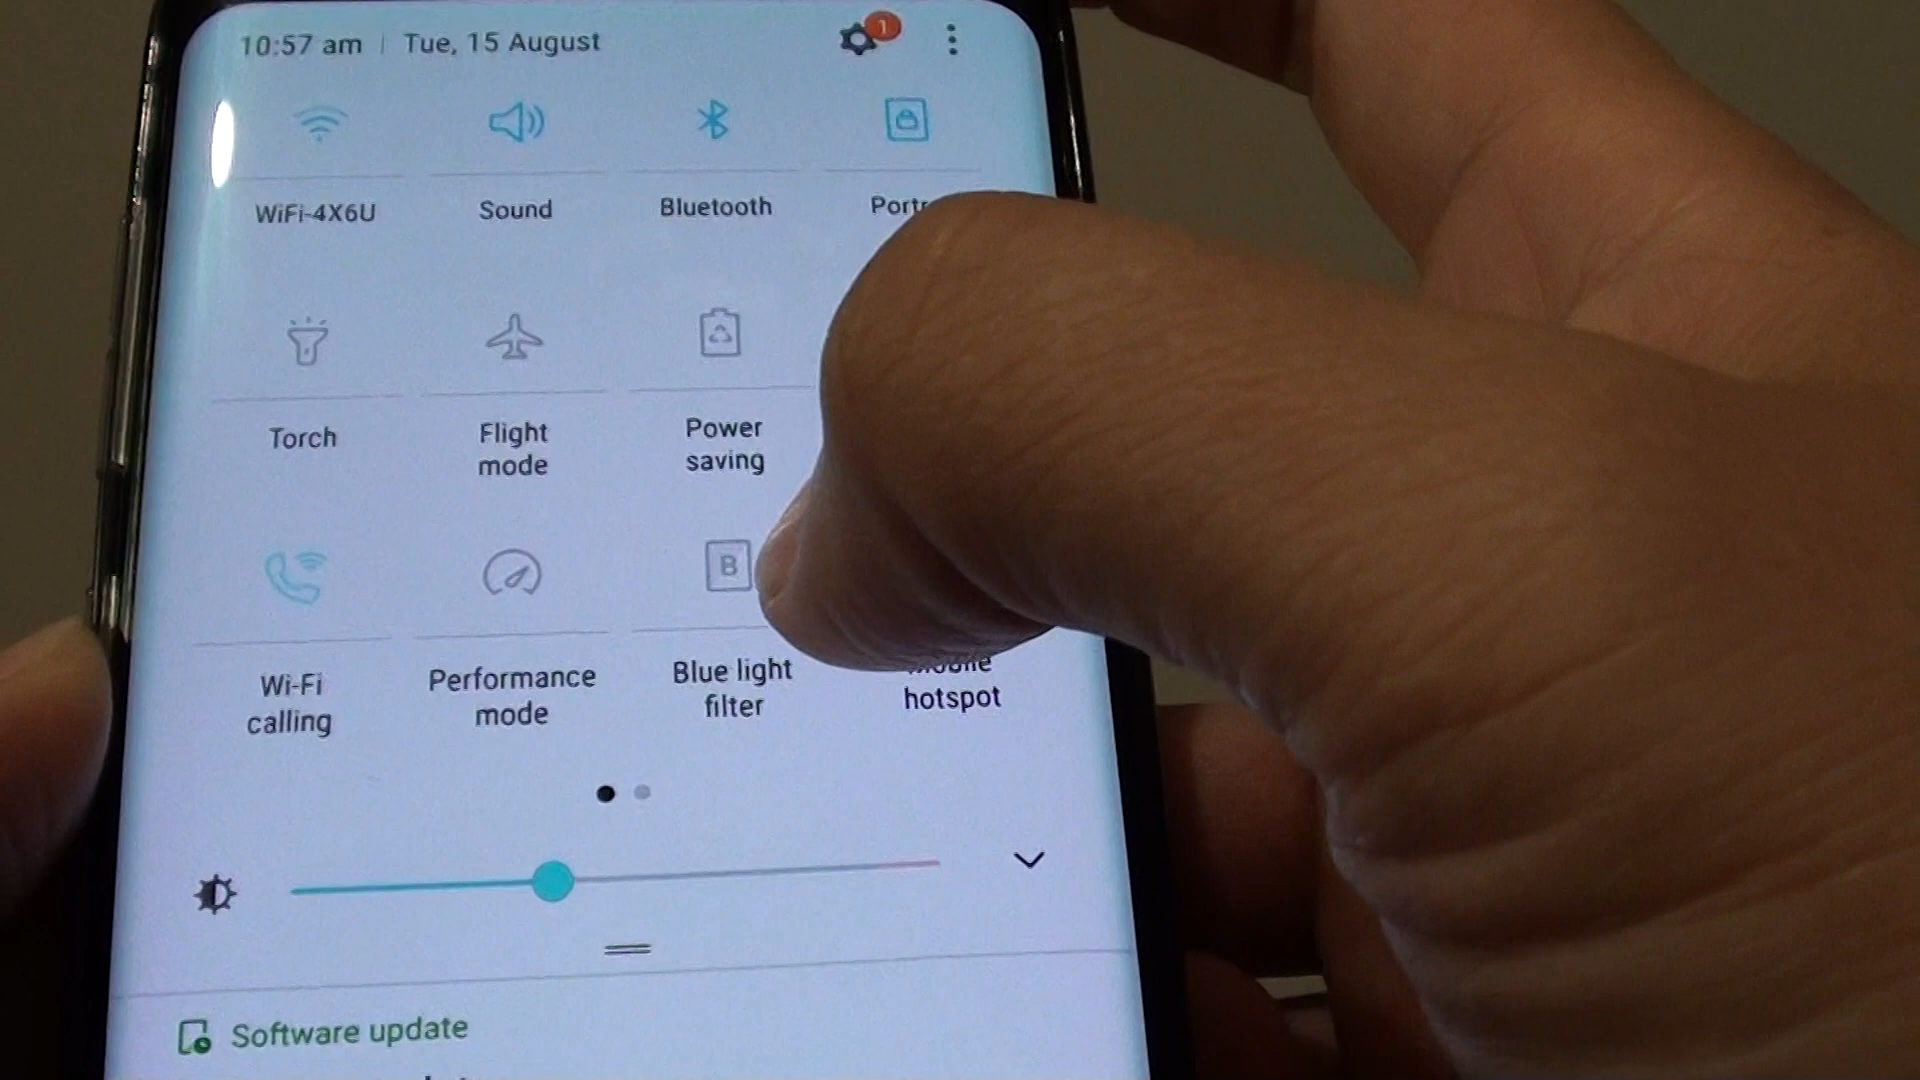 10:57 am | Tue, 15 August
1
WiFi-4X6U Sound Bluetooth
Torch Flight mode Power saving
B
Wi-Fi calling Performance mode Blue light filter hotspot
Software update